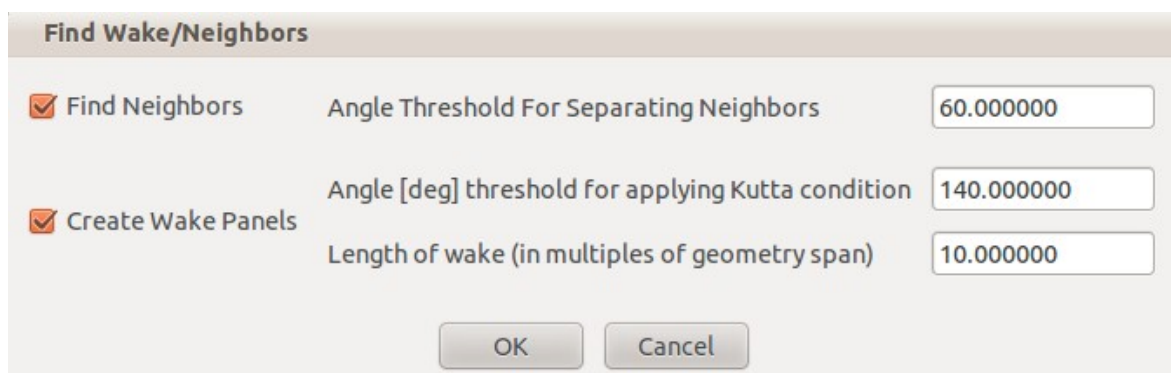 Find Wake/Neighbors
Find Neighbors Angle Threshold For Separating Neighbors 60.000000
Angle [deg] threshold for applying Kutta condition 140.000000
Create Wake Panels
Length of wake (in multiples of geometry span) 10.000000
OK Cancel